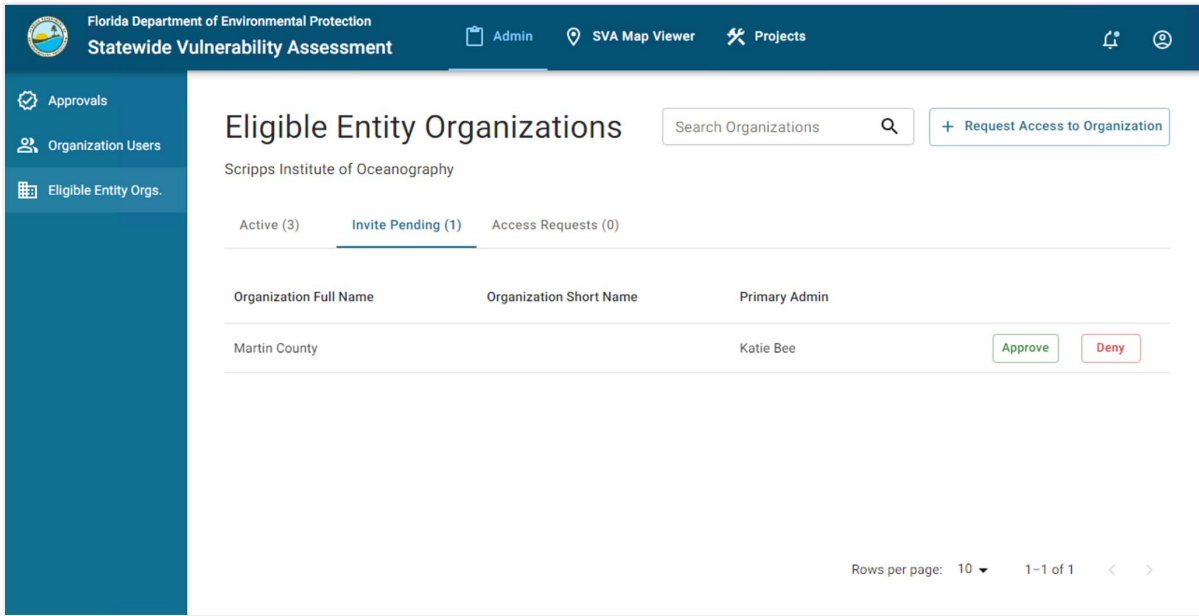 Florida Department of Environmental Protection
Statewide Vulnerability Assessment
Admin
SVA Map Viewer
Projects
Approvals
Organization Users
Eligible Entity Orgs.
Eligible Entity Organizations
Search Organizations
+ Request Access to Organization
Scripps Institute of Oceanography
Active (3)
Invite Pending (1)
Access Requests (0)
Organization Full Name
Organization Short Name
Primary Admin
Martin County
Katie Bee
Approve
Deny
Rows per page: 10
1–1 of 1